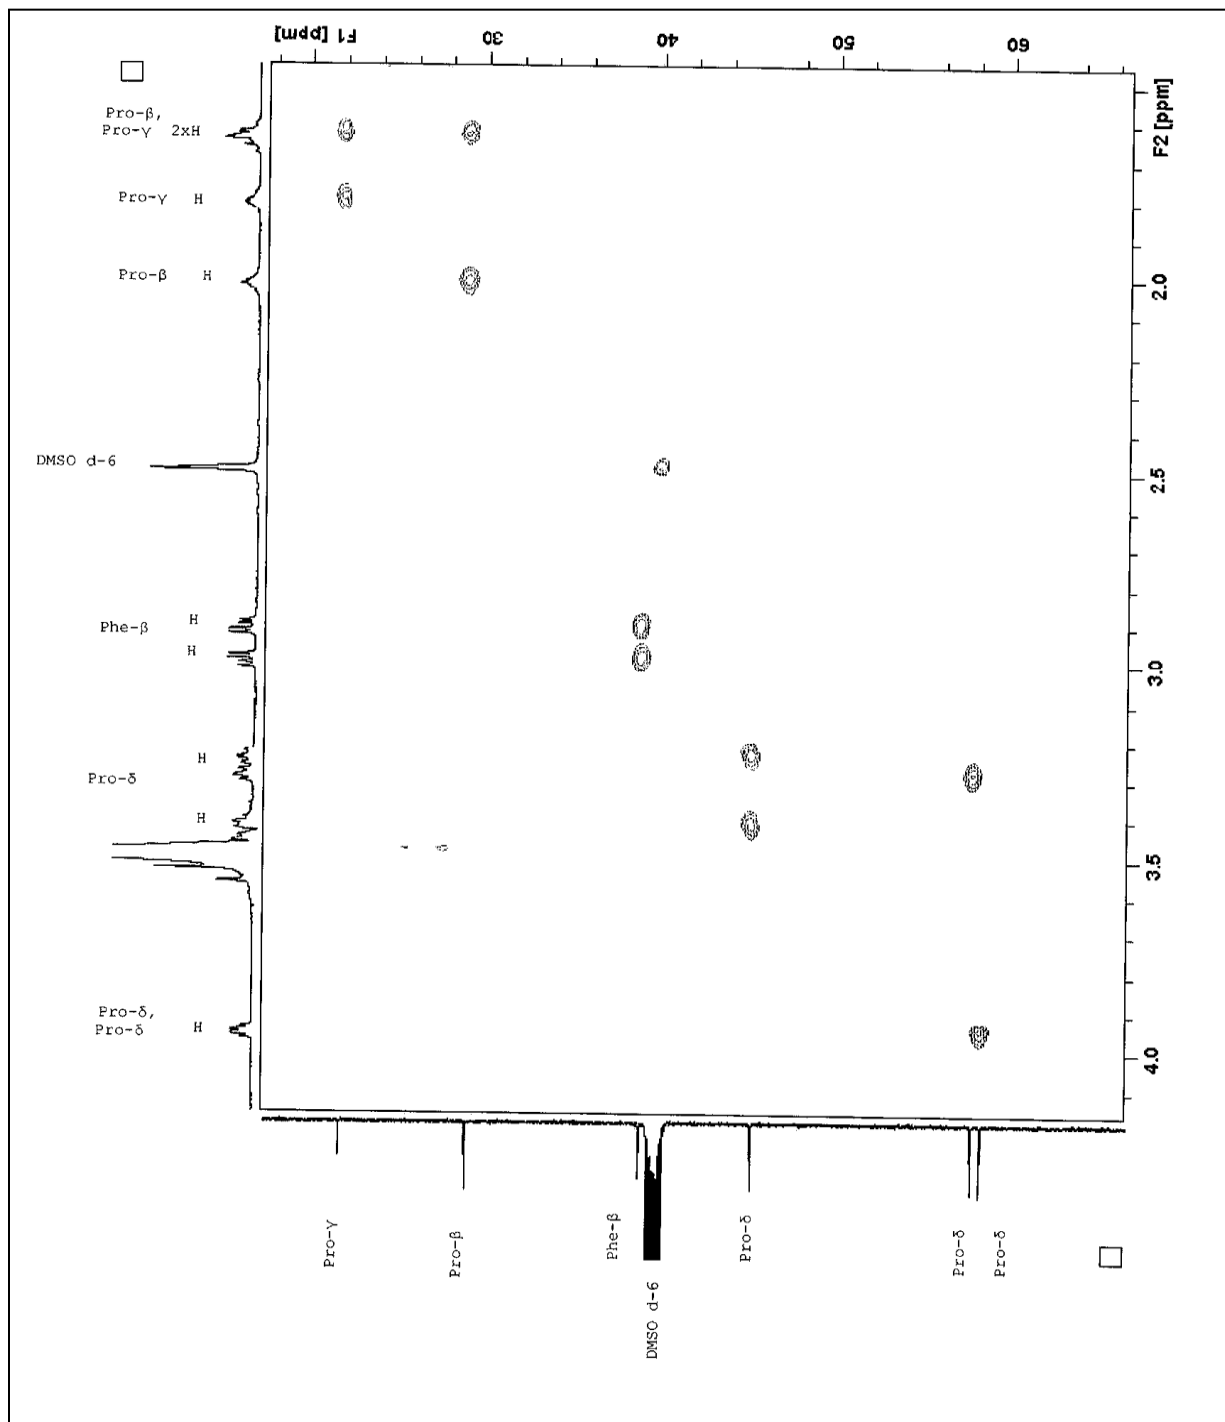 F1 [ppm]
30
40
50
60
F2 [ppm]
2.0
2.5
3.0
3.5
4.0
Pro-β,
Pro-γ 2xH
Pro-γ H
Pro-β H
DMSO d-6
Phe-β
H
H
Pro-δ
H
H
Pro-δ,
Pro-δ H
Pro-γ
Pro-β
Phe-β
DMSO d-6
Pro-δ
Pro-δ
Pro-δ